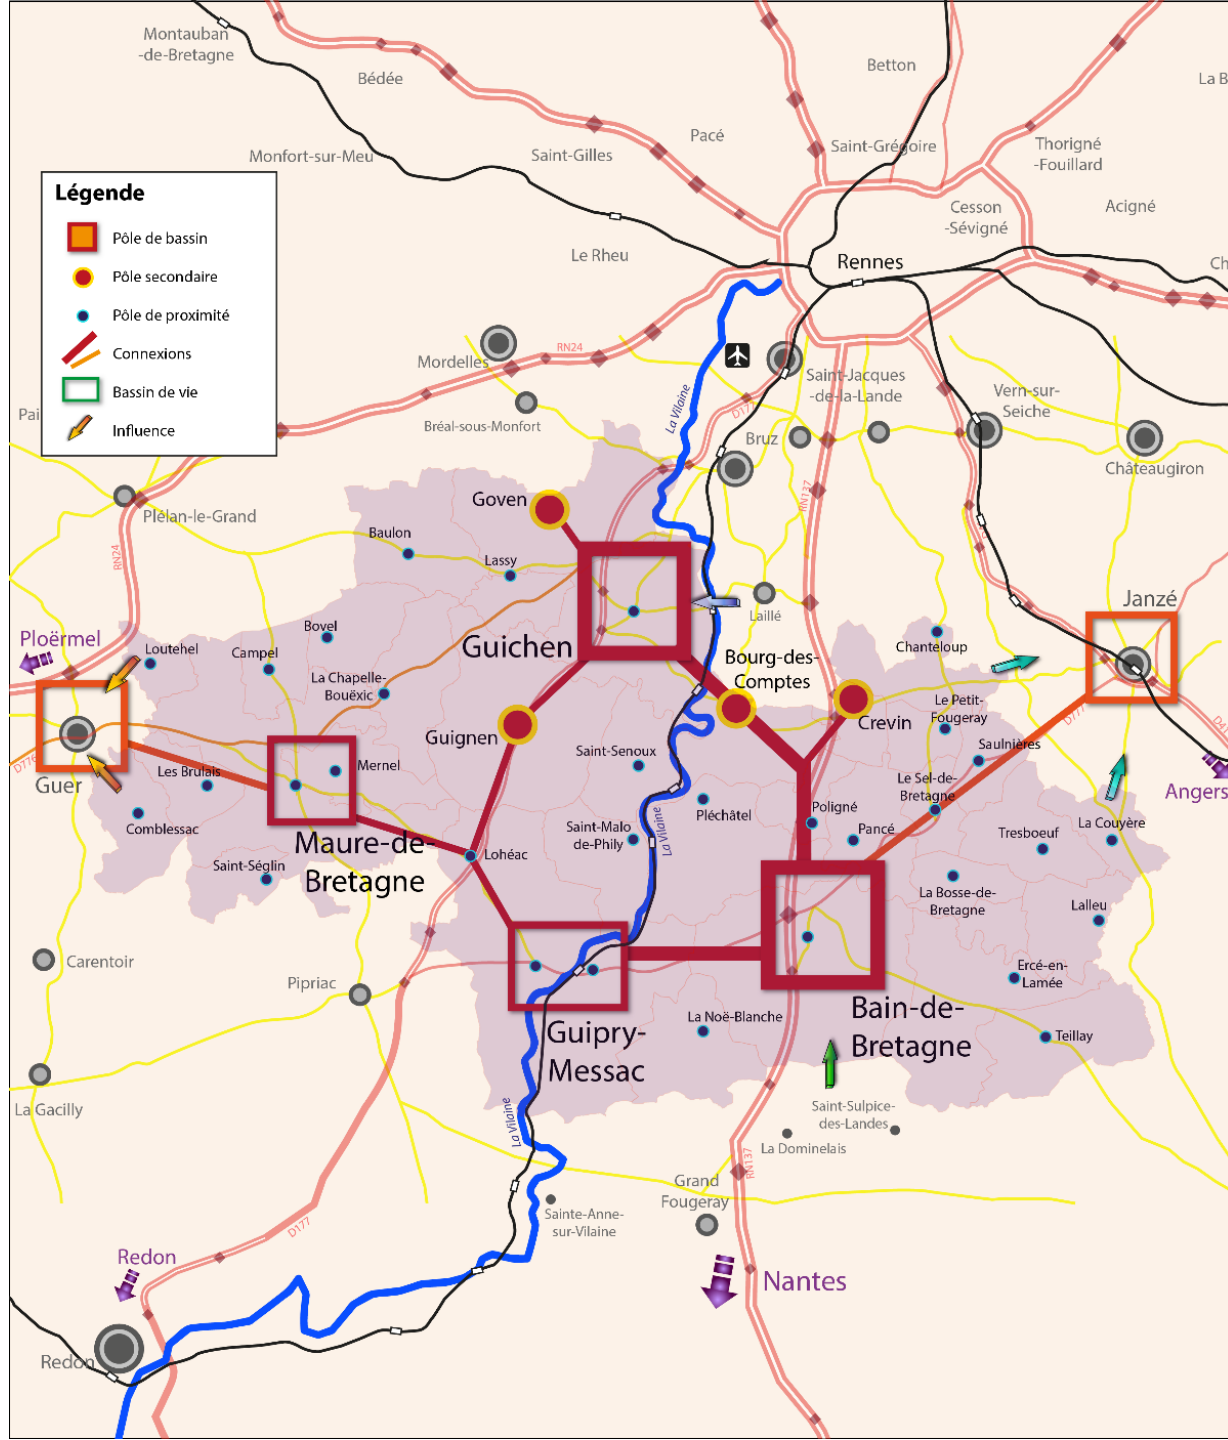 Montauban
-de-Bretagne
Bédée
Betton
La B
Pacé
Saint-Grégoire
Thorigné
-Fouillard
Monfort-sur-Meu
Saint-Gilles
Cesson
-Sévigné
Acigné
Le Rheu
Rennes
Ch
Légende
Pôle de bassin
Pôle secondaire
Pôle de proximité
Connexions
Bassin de vie
Influence
Mordelles
RN24
La Vilaine
D177
Saint-Jacques
-de-la-Lande
Vern-sur-
Seiche
Pai
Bréal-sous-Monfort
Bruz
Châteaugiron
RN137
Plélan-le-Grand
RN24
Goven
Baulon
Lassy
Laillé
Janzé
Ploërmel
Loutehel
Bovel
Campel
Guichen
Bourg-des-
Comptes
Chanteloup
La Chapelle-
Bouëxic
Le Petit-
Fougeray
Crevin
Guignen
Saulnières
D777
Saint-Senoux
D776
Guer
Les Brulais
Mernel
Le Sel-de-
Bretagne
Angers
Comblessac
Pléchâtel
Poligné
Pancé
Tresboeuf
La Couyère
Saint-Malo
de-Phily
La Vilaine
Maure-de-
Bretagne
Lohéac
Saint-Séglin
La Bosse-de-
Bretagne
Lalleu
Carentoir
Pipriac
Ercé-en-
Lamée
Bain-de-
Bretagne
Guipry-
Messac
La Noë-Blanche
Teillay
La Gacilly
La Vilaine
Saint-Sulpice-
des-Landes
La Dominelais
RN137
Grand
Fougeray
Sainte-Anne-
sur-Vilaine
D177
Redon
Nantes
Redon